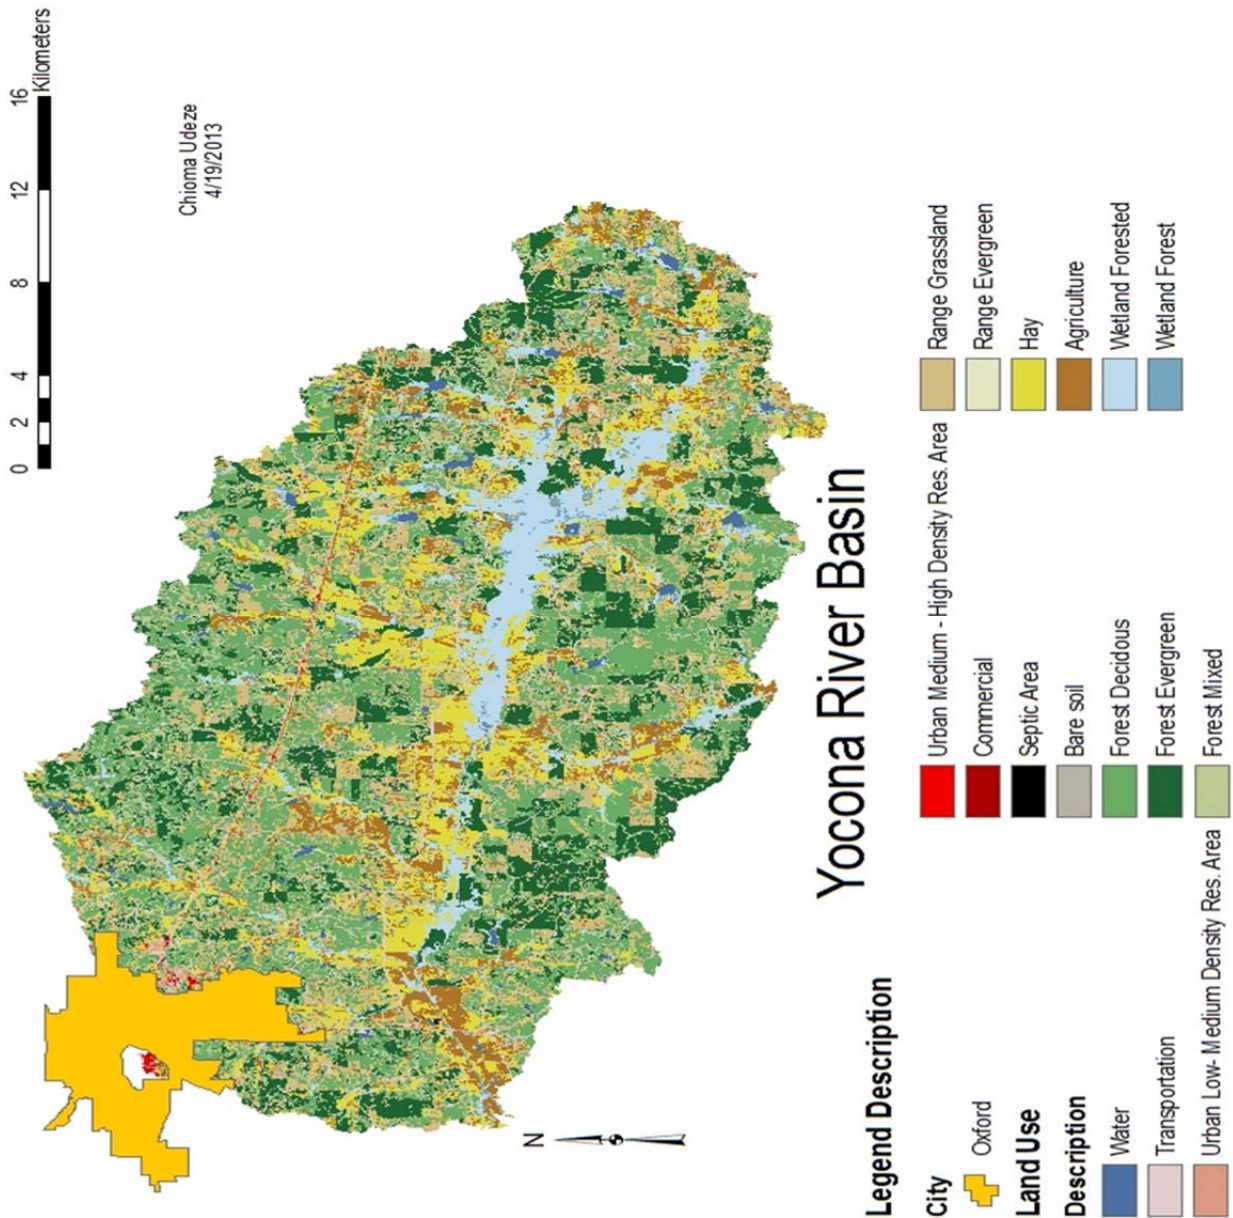 0 2 4 8 12 16
Kilometers
Chioma Udeze
4/19/2013
N
Yocona River Basin
Legend Description
City
Oxford
Land Use
Description
Water
Transportation
Urban Low- Medium Density Res. Area
Urban Medium - High Density Res. Area
Commercial
Septic Area
Bare soil
Forest Decidous
Forest Evergreen
Forest Mixed
Range Grassland
Range Evergreen
Hay
Agriculture
Wetland Forested
Wetland Forest